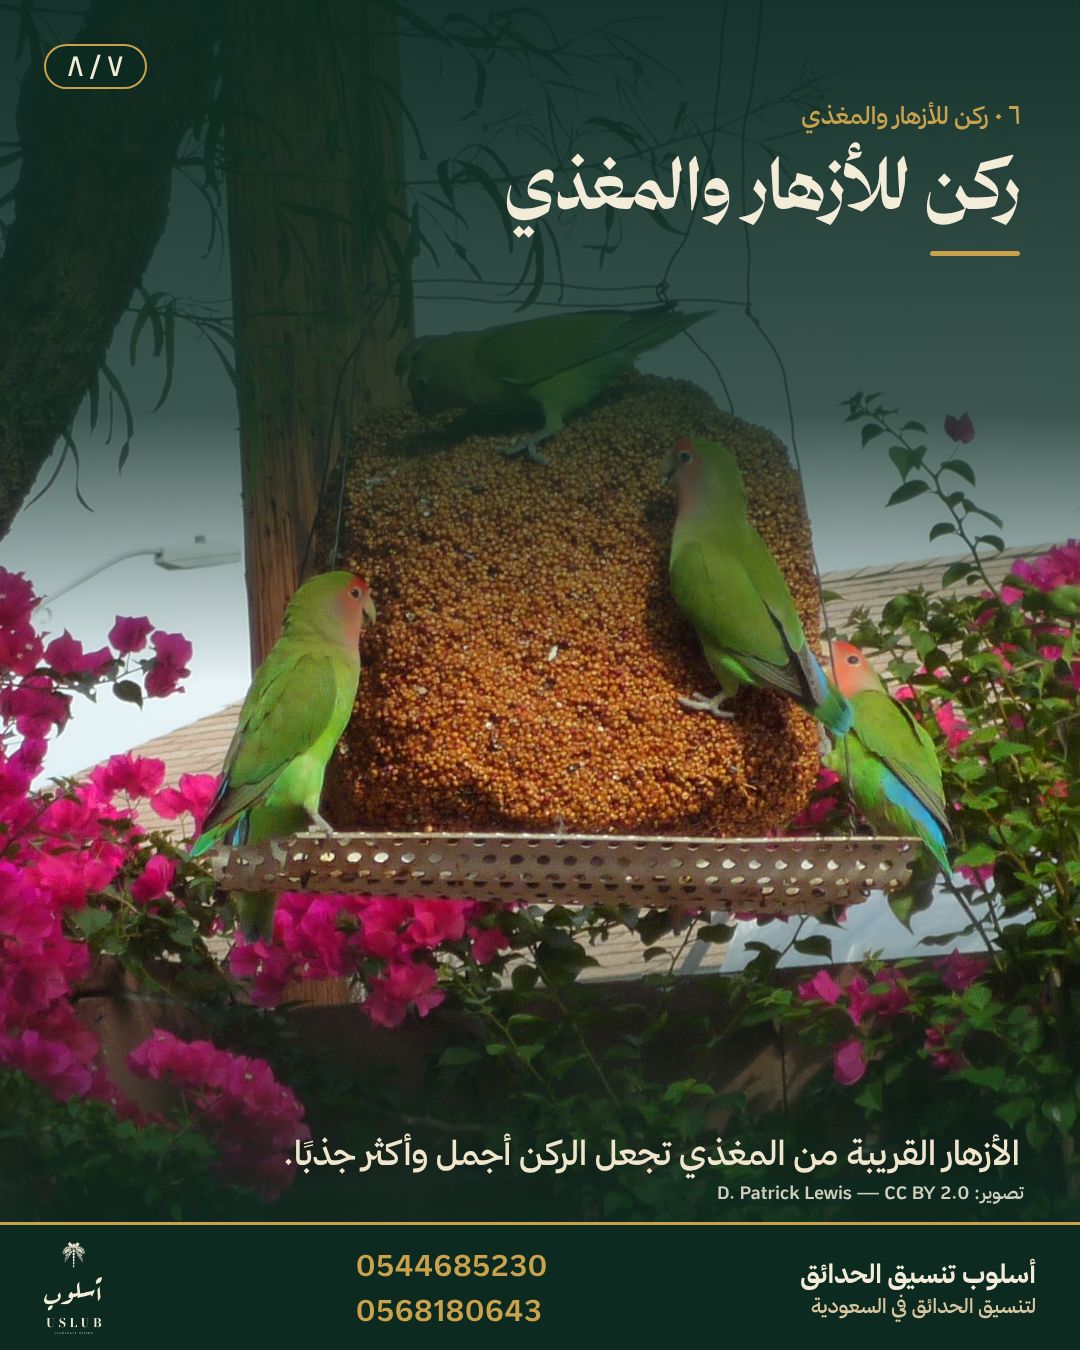 ٨/٧
٠٦ ركن للأزهار والمغذي
ركن للأزهار والمغذي
الأزهار القريبة من المغذي تجعل الركن أجمل وأكثر جذبًا.
تصوير: D. Patrick Lewis — CC BY 2.0
أسلوب تنسيق الحدائق
لتنسيق الحدائق في السعودية
0544685230
0568180643
أسلوب
USLUB